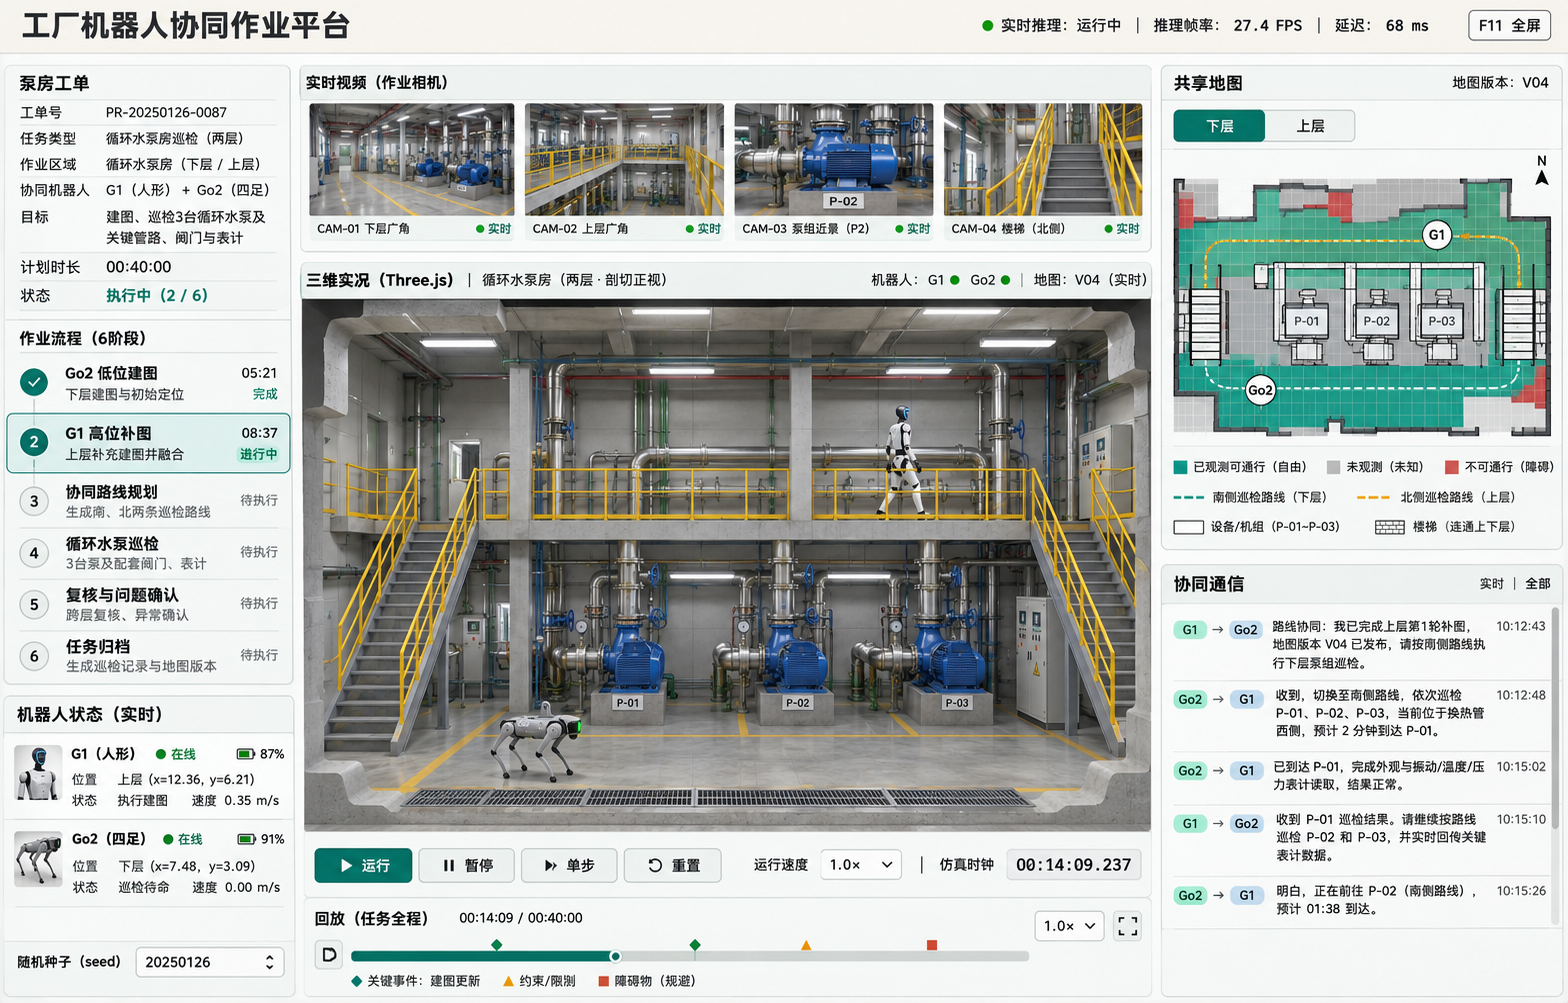 工厂机器人协同作业平台
实时推理：运行中 | 推理帧率： 27.4 FPS | 延迟： 68 ms
F11 全屏
泵房工单
工单号 PR-20250126-0087
任务类型 循环水泵房巡检（两层）
作业区域 循环水泵房（下层 / 上层）
协同机器人 G1（人形）+ Go2（四足）
目标 建图、巡检3台循环水泵及
关键管路、阀门与表计
计划时长 00:40:00
状态 执行中（2 / 6）
作业流程（6阶段）
Go2 低位建图 05:21
下层建图与初始定位 完成
2 G1 高位补图 08:37
上层补充建图并融合 进行中
3 协同路线规划 待执行
生成南、北两条巡检路线
4 循环水泵巡检 待执行
3台泵及配套阀门、表计
5 复核与问题确认 待执行
跨层复核、异常确认
6 任务归档 待执行
生成巡检记录与地图版本
机器人状态（实时）
G1（人形） 在线 87%
位置 上层 (x=12.36, y=6.21)
状态 执行建图 速度 0.35 m/s
Go2（四足） 在线 91%
位置 下层 (x=7.48, y=3.09)
状态 巡检待命 速度 0.00 m/s
随机种子（seed） 20250126
实时视频（作业相机）
P-02
CAM-01 下层广角 实时
CAM-02 上层广角 实时
CAM-03 泵组近景（P2） 实时
CAM-04 楼梯（北侧） 实时
三维实况（Three.js） | 循环水泵房（两层 · 剖切正视）
机器人： G1 Go2 | 地图： V04（实时）
P-01
P-02
P-03
运行
暂停
单步
重置
运行速度 1.0×
仿真时钟 00:14:09.237
回放（任务全程） 00:14:09 / 00:40:00
1.0×
关键事件：建图更新
约束/限测
障碍物（规避）
共享地图 地图版本： V04
下层
上层
N
G1
P-01
P-02
P-03
Go2
已观测可通行（自由）
未观测（未知）
不可通行（障碍）
南侧巡检路线（下层）
北侧巡检路线（上层）
设备/机组（P-01~P-03）
楼梯（连通上下层）
协同通信 实时 | 全部
G1 → Go2 路线协同：我已完成上层第1轮补图， 10:12:43
地图版本 V04 已发布，请按南侧路线执
行下层泵组巡检。
Go2 → G1 收到，切换至南侧路线，依次巡检 10:12:48
P-01、P-02、P-03，当前位于换热管
西侧，预计 2 分钟到达 P-01。
Go2 → G1 已到达 P-01，完成外观与振动/温度/压 10:15:02
力表计读取，结果正常。
G1 → Go2 收到 P-01 巡检结果。请继续按路线 10:15:10
巡检 P-02 和 P-03，并实时回传关键
表计数据。
Go2 → G1 明白，正在前往 P-02（南侧路线）， 10:15:26
预计 01:38 到达。